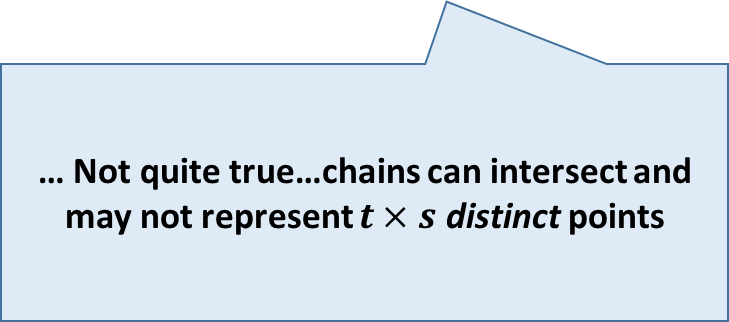 ... Not quite true...chains can intersect and
may not represent t × s distinct points